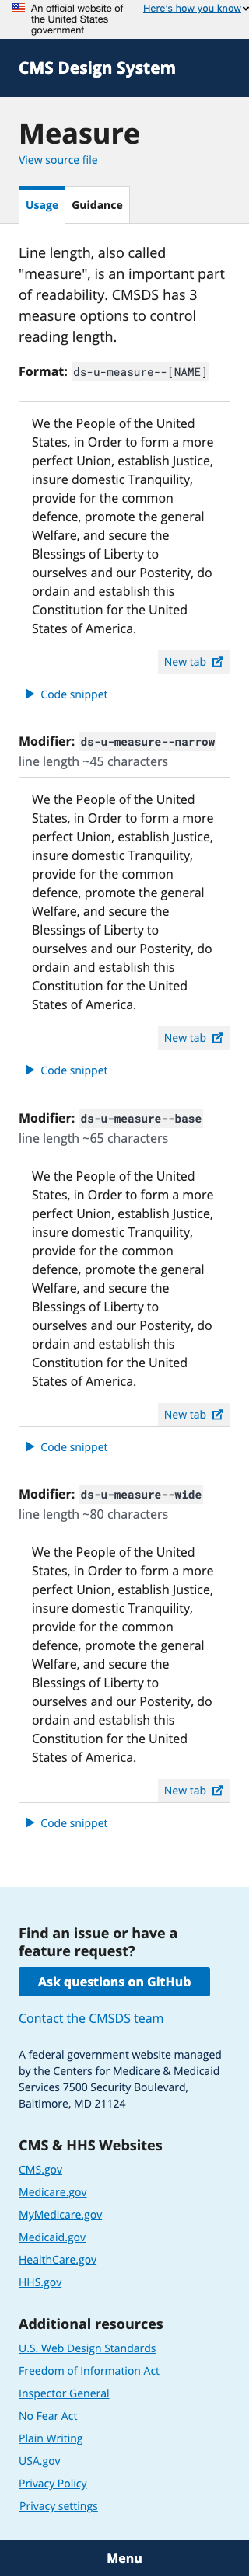 An official website of
the United States
government
Here's how you know
CMS Design System
Measure
View source file
Usage
Guidance
Line length, also called
"measure", is an important part
of readability. CMSDS has 3
measure options to control
reading length.
Format: ds-u-measure--[NAME]
We the People of the United
States, in Order to form a more
perfect Union, establish Justice,
insure domestic Tranquility,
provide for the common
defence, promote the general
Welfare, and secure the
Blessings of Liberty to
ourselves and our Posterity, do
ordain and establish this
Constitution for the United
States of America.
New tab
Code snippet
Modifier: ds-u-measure--narrow
line length ~45 characters
We the People of the United
States, in Order to form a more
perfect Union, establish Justice,
insure domestic Tranquility,
provide for the common
defence, promote the general
Welfare, and secure the
Blessings of Liberty to
ourselves and our Posterity, do
ordain and establish this
Constitution for the United
States of America.
New tab
Code snippet
Modifier: ds-u-measure--base
line length ~65 characters
We the People of the United
States, in Order to form a more
perfect Union, establish Justice,
insure domestic Tranquility,
provide for the common
defence, promote the general
Welfare, and secure the
Blessings of Liberty to
ourselves and our Posterity, do
ordain and establish this
Constitution for the United
States of America.
New tab
Code snippet
Modifier: ds-u-measure--wide
line length ~80 characters
We the People of the United
States, in Order to form a more
perfect Union, establish Justice,
insure domestic Tranquility,
provide for the common
defence, promote the general
Welfare, and secure the
Blessings of Liberty to
ourselves and our Posterity, do
ordain and establish this
Constitution for the United
States of America.
New tab
Code snippet
Find an issue or have a
feature request?
Ask questions on GitHub
Contact the CMSDS team
A federal government website managed
by the Centers for Medicare & Medicaid
Services 7500 Security Boulevard,
Baltimore, MD 21124
CMS & HHS Websites
CMS.gov
Medicare.gov
MyMedicare.gov
Medicaid.gov
HealthCare.gov
HHS.gov
Additional resources
U.S. Web Design Standards
Freedom of Information Act
Inspector General
No Fear Act
Plain Writing
USA.gov
Privacy Policy
Privacy settings
Menu